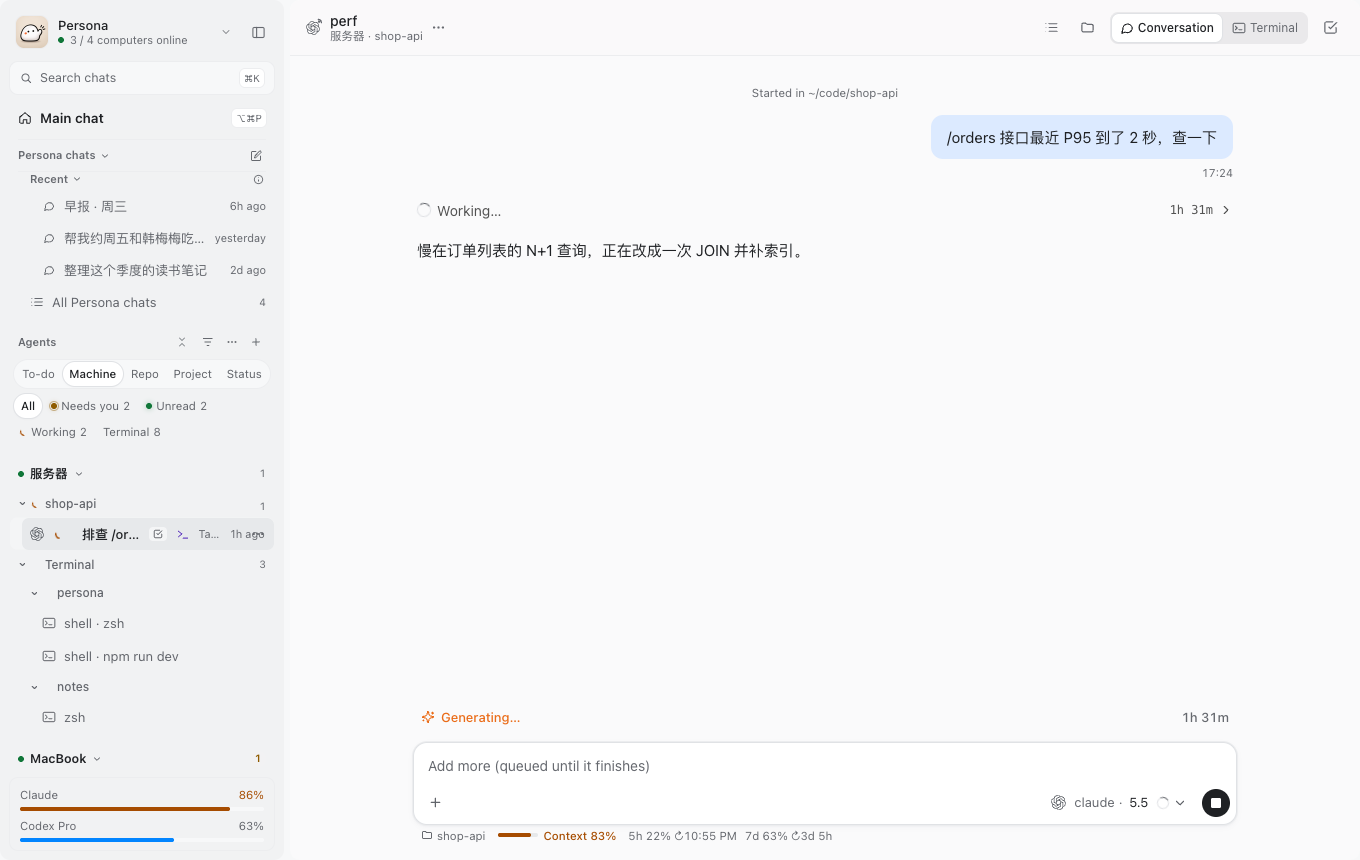 Persona
3 / 4 computers online
Search chats
⌘K
Main chat
⌥⌘P
Persona chats
Recent
早报 · 周三
6h ago
帮我约周五和韩梅梅吃...
yesterday
整理这个季度的读书笔记
2d ago
All Persona chats
4
Agents
To-do
Machine
Repo
Project
Status
All
Needs you 2
Unread 2
Working 2
Terminal 8
服务器
1
shop-api
1
排查 /or...
Ta...
1h ago
Terminal
3
persona
shell · zsh
shell · npm run dev
notes
zsh
MacBook
1
Claude
86%
Codex Pro
63%
perf
服务器 · shop-api
Conversation
Terminal
Started in ~/code/shop-api
/orders 接口最近 P95 到了 2 秒，查一下
17:24
Working...
1h 31m
慢在订单列表的 N+1 查询，正在改成一次 JOIN 并补索引。
Generating...
1h 31m
Add more (queued until it finishes)
claude · 5.5
shop-api
Context 83%
5h 22% 10:55 PM
7d 63% 3d 5h